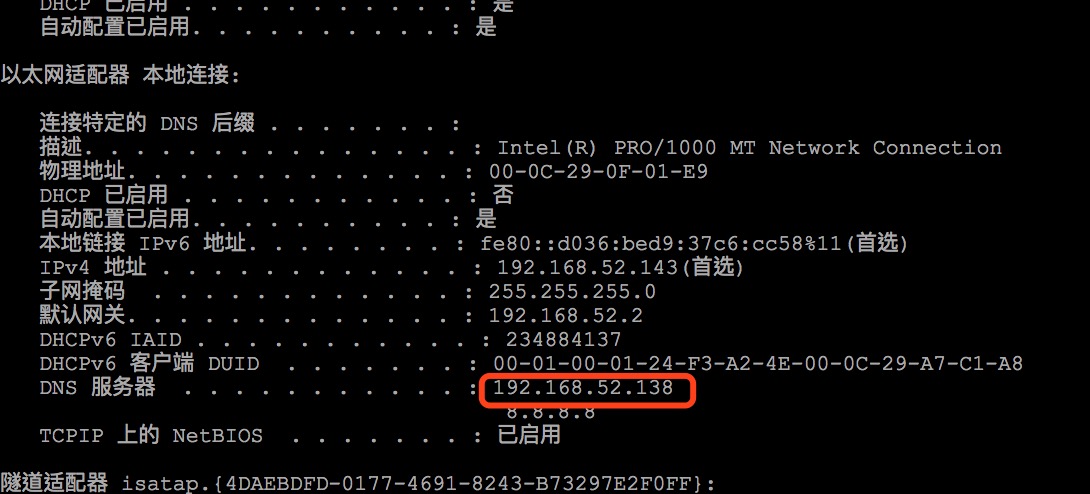 DHCP 已启用 . . . . . . . . . . . : 是
自动配置已启用. . . . . . . . . . : 是
以太网适配器 本地连接:
连接特定的 DNS 后缀 . . . . . . . :
描述. . . . . . . . . . . . . . . : Intel(R) PRO/1000 MT Network Connection
物理地址. . . . . . . . . . . . . : 00-0C-29-0F-01-E9
DHCP 已启用 . . . . . . . . . . . : 否
自动配置已启用. . . . . . . . . . : 是
本地链接 IPv6 地址. . . . . . . . : fe80::d036:bed9:37c6:cc58%11(首选)
IPv4 地址 . . . . . . . . . . . . : 192.168.52.143(首选)
子网掩码 . . . . . . . . . . . . : 255.255.255.0
默认网关. . . . . . . . . . . . . : 192.168.52.2
DHCPv6 IAID . . . . . . . . . . . : 234884137
DHCPv6 客户端 DUID . . . . . . . : 00-01-00-01-24-F3-A2-4E-00-0C-29-A7-C1-A8
DNS 服务器 . . . . . . . . . . . : 192.168.52.138
8.8.8.8
TCPIP 上的 NetBIOS . . . . . . . : 已启用
隧道适配器 isatap.{4DAEBDFD-0177-4691-8243-B73297E2F0FF}: